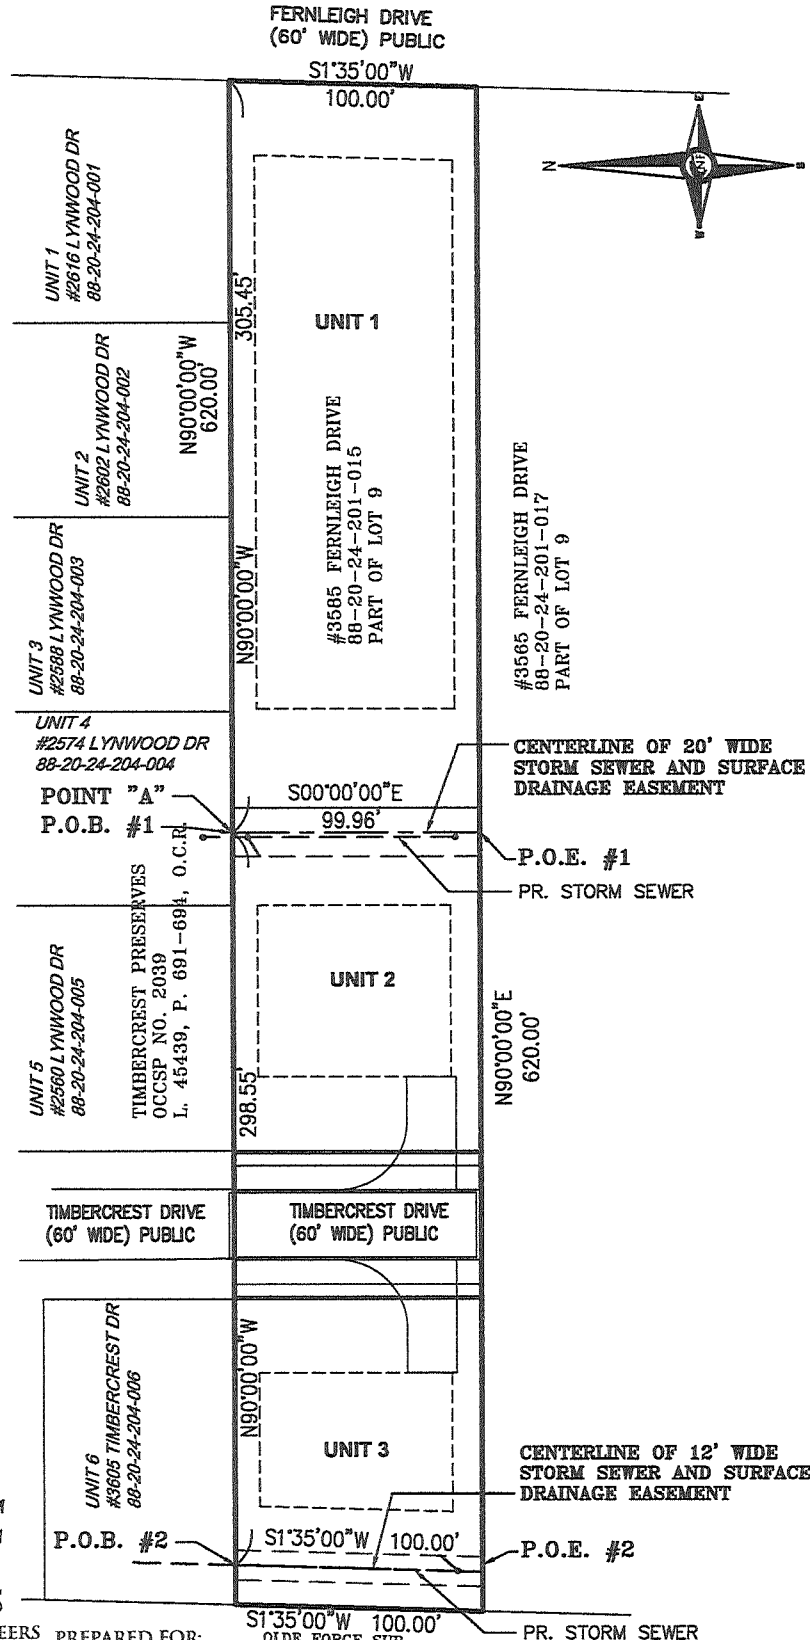 FERNLEIGH DRIVE
(60' WIDE) PUBLIC
S1°35'00"W
100.00'
E
N
S
W
UNIT 1
#2616 LYNWOOD DR
88-20-24-204-001
305.45'
UNIT 1
N90°00'00"W
620.00'
UNIT 2
#2602 LYNWOOD DR
88-20-24-204-002
#3585 FERNLEIGH DRIVE
88-20-24-201-015
PART OF LOT 9
#3565 FERNLEIGH DRIVE
88-20-24-201-017
PART OF LOT 9
UNIT 3
#2588 LYNWOOD DR
88-20-24-204-003
N90°00'00"W
UNIT 4
#2574 LYNWOOD DR
88-20-24-204-004
CENTERLINE OF 20' WIDE
STORM SEWER AND SURFACE
DRAINAGE EASEMENT
POINT "A"
P.O.B. #1
S00°00'00"E
99.96'
P.O.E. #1
PR. STORM SEWER
TIMBERCREST PRESERVES
OCCSP NO. 2039
L. 45439, P. 691-694, O.C.R.
UNIT 5
#2560 LYNWOOD DR
88-20-24-204-005
UNIT 2
298.55'
N90°00'00"E
620.00'
TIMBERCREST DRIVE
(60' WIDE) PUBLIC
TIMBERCREST DRIVE
(60' WIDE) PUBLIC
UNIT 6
#3605 TIMBERCREST DR
88-20-24-204-006
N90°00'00"W
UNIT 3
CENTERLINE OF 12' WIDE
STORM SEWER AND SURFACE
DRAINAGE EASEMENT
P.O.B. #2
S1°35'00"W 100.00'
P.O.E. #2
S1°35'00"W 100.00'
PR. STORM SEWER
EERS PREPARED FOR:
OLDE FORGE SUB